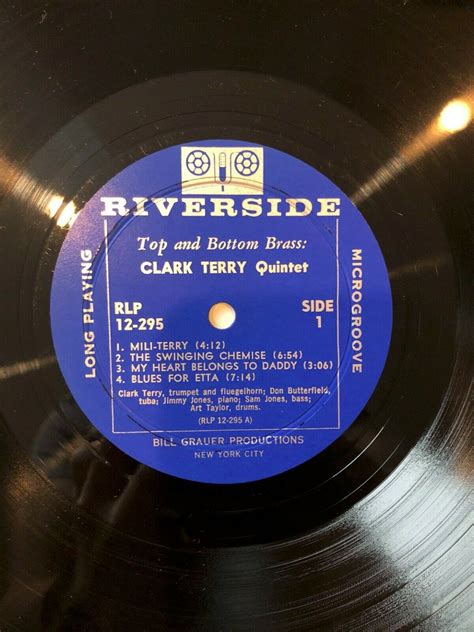 RIVERSIDE
Top and Bottom Brass:
CLARK TERRY Quintet
LONG PLAYING
MICROGROOVE
RLP
12-295
SIDE
1
1. MILI-TERRY (4:12)
2. THE SWINGING CHEMISE (6:54)
3. MY HEART BELONGS TO DADDY (3:06)
4. BLUES FOR ETTA (7:14)
Clark Terry, trumpet and fluegelhorn; Don Butterfield,
tuba; Jimmy Jones, piano; Sam Jones, bass;
Art Taylor, drums.
(RLP 12-295 A)
BILL GRAUER PRODUCTIONS
NEW YORK CITY